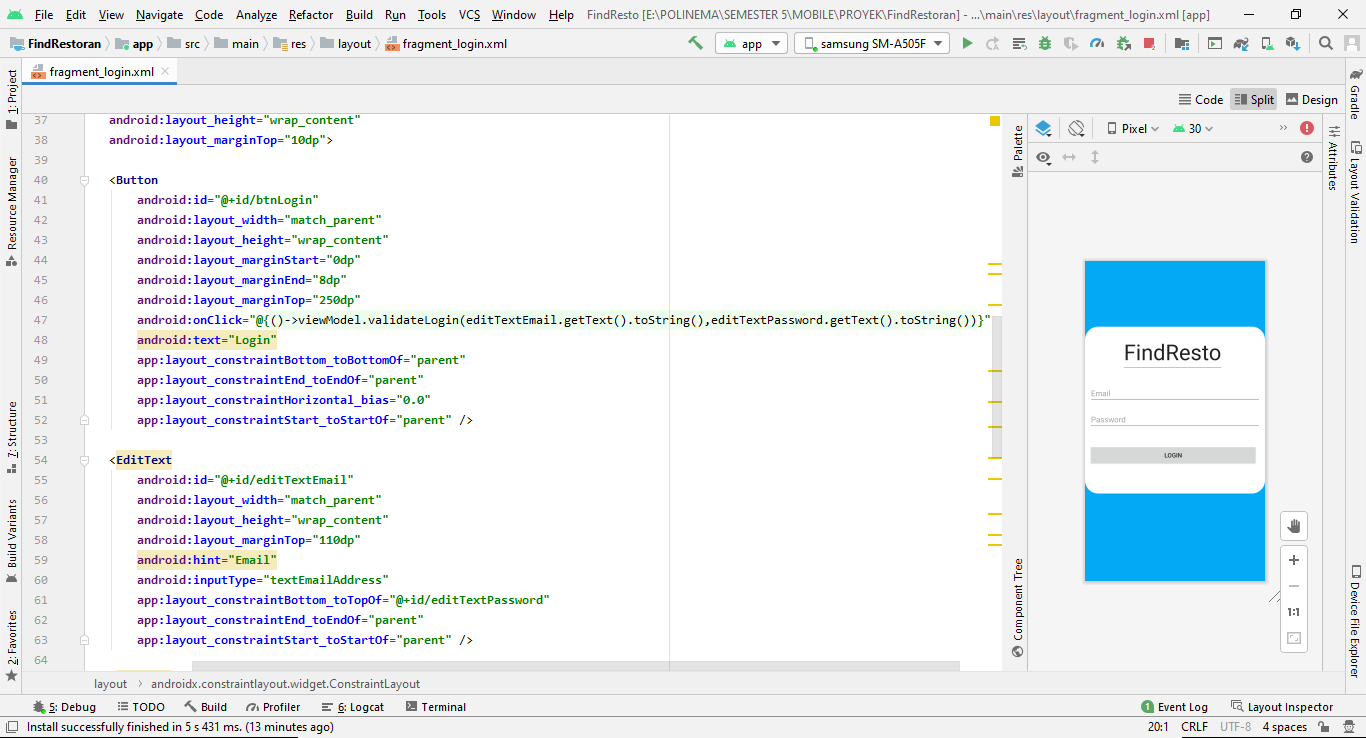 File Edit View Navigate Code Analyze Refactor Build Run Tools VCS Window Help FindResto [E:\POLINEMA\SEMESTER 5\MOBILE\PROYEK\FindRestoran] - ...\main\res\layout\fragment_login.xml [app]
FindRestoran app src main res layout fragment_login.xml app samsung SM-A505F
fragment_login.xml
Code Split Design
37 android:layout_height="wrap_content"
38 android:layout_marginTop="10dp">
39
40 <Button
41 android:id="@+id/btnLogin"
42 android:layout_width="match_parent"
43 android:layout_height="wrap_content"
44 android:layout_marginStart="0dp"
45 android:layout_marginEnd="8dp"
46 android:layout_marginTop="250dp"
47 android:onClick="@{()->viewModel.validateLogin(editTextEmail.getText().toString(),editTextPassword.getText().toString())}"
48 android:text="Login"
49 app:layout_constraintBottom_toBottomOf="parent"
50 app:layout_constraintEnd_toEndOf="parent"
51 app:layout_constraintHorizontal_bias="0.0"
52 app:layout_constraintStart_toStartOf="parent" />
53
54 <EditText
55 android:id="@+id/editTextEmail"
56 android:layout_width="match_parent"
57 android:layout_height="wrap_content"
58 android:layout_marginTop="110dp"
59 android:hint="Email"
60 android:inputType="textEmailAddress"
61 app:layout_constraintBottom_toTopOf="@+id/editTextPassword"
62 app:layout_constraintEnd_toEndOf="parent"
63 app:layout_constraintStart_toStartOf="parent" />
64
1: Project
Resource Manager
7: Structure
Build Variants
2: Favorites
Palette
Component Tree
Pixel 30
FindResto
Email
Password
LOGIN
1:1
Attributes
Gradle
Layout Validation
Device File Explorer
layout androidx.constraintlayout.widget.ConstraintLayout
5: Debug TODO Build Profiler 6: Logcat Terminal 1 Event Log Layout Inspector
Install successfully finished in 5 s 431 ms. (13 minutes ago) 20:1 CRLF UTF-8 4 spaces